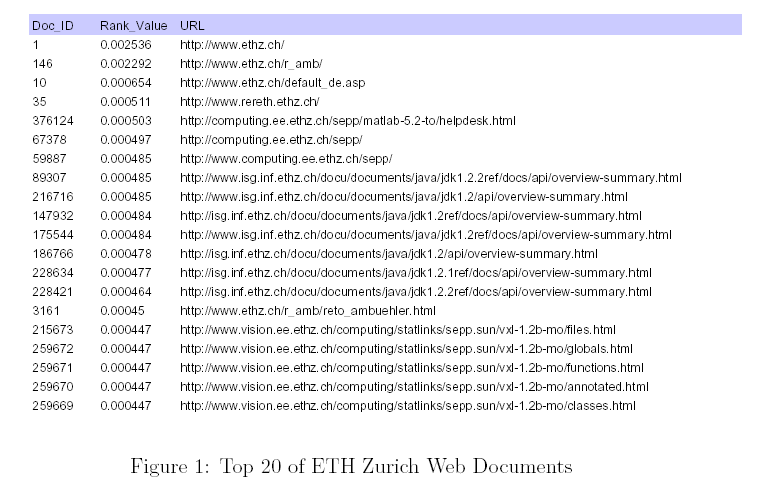 Doc_ID Rank_Value URL
1 0.002536 http://www.ethz.ch/
146 0.002292 http://www.ethz.ch/r_amb/
10 0.000654 http://www.ethz.ch/default_de.asp
35 0.000511 http://www.rereth.ethz.ch/
376124 0.000503 http://computing.ee.ethz.ch/sepp/matlab-5.2-to/helpdesk.html
67378 0.000497 http://computing.ee.ethz.ch/sepp/
59887 0.000485 http://www.computing.ee.ethz.ch/sepp/
89307 0.000485 http://www.isg.inf.ethz.ch/docu/documents/java/jdk1.2.2ref/docs/api/overview-summary.html
216716 0.000485 http://www.isg.inf.ethz.ch/docu/documents/java/jdk1.2/api/overview-summary.html
147932 0.000484 http://isg.inf.ethz.ch/docu/documents/java/jdk1.2ref/docs/api/overview-summary.html
175544 0.000484 http://www.isg.inf.ethz.ch/docu/documents/java/jdk1.2ref/docs/api/overview-summary.html
186766 0.000478 http://isg.inf.ethz.ch/docu/documents/java/jdk1.2/api/overview-summary.html
228634 0.000477 http://isg.inf.ethz.ch/docu/documents/java/jdk1.2.1ref/docs/api/overview-summary.html
228421 0.000464 http://isg.inf.ethz.ch/docu/documents/java/jdk1.2.2ref/docs/api/overview-summary.html
3161 0.00045 http://www.ethz.ch/r_amb/reto_ambuehler.html
215673 0.000447 http://www.vision.ee.ethz.ch/computing/statlinks/sepp.sun/vxl-1.2b-mo/files.html
259672 0.000447 http://www.vision.ee.ethz.ch/computing/statlinks/sepp.sun/vxl-1.2b-mo/globals.html
259671 0.000447 http://www.vision.ee.ethz.ch/computing/statlinks/sepp.sun/vxl-1.2b-mo/functions.html
259670 0.000447 http://www.vision.ee.ethz.ch/computing/statlinks/sepp.sun/vxl-1.2b-mo/annotated.html
259669 0.000447 http://www.vision.ee.ethz.ch/computing/statlinks/sepp.sun/vxl-1.2b-mo/classes.html
Figure 1: Top 20 of ETH Zurich Web Documents